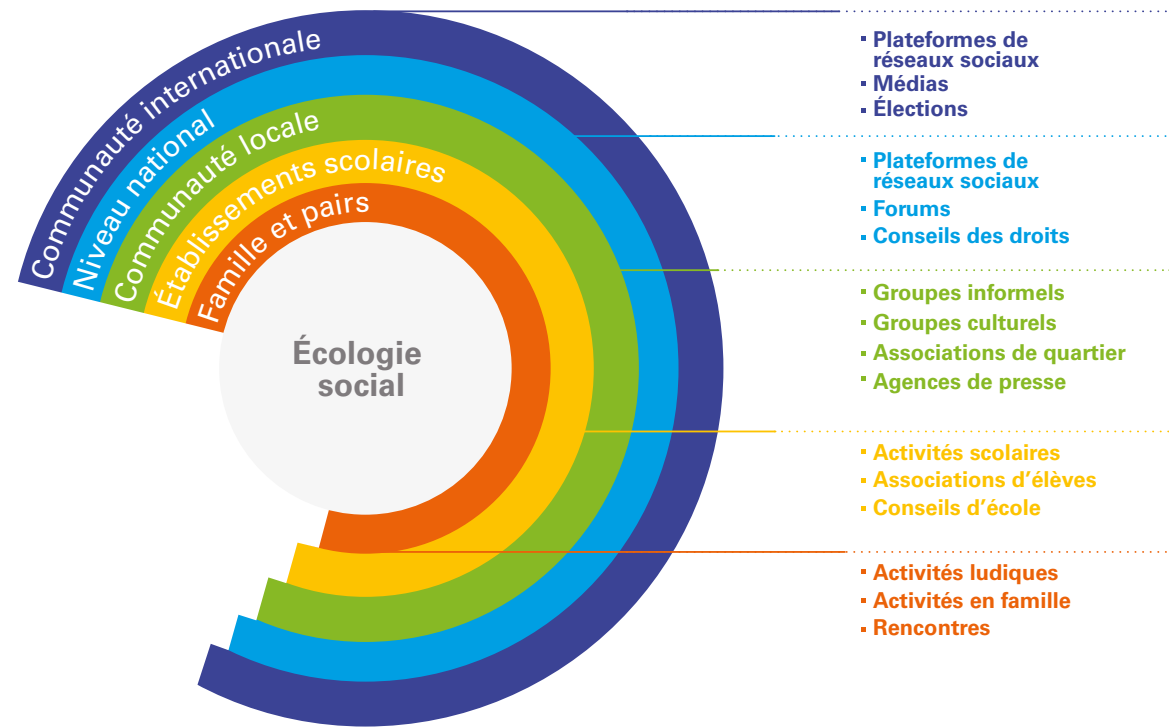 Communauté internationale
Niveau national
Communauté locale
Établissements scolaires
Famille et pairs
Écologie
social
▪ Plateformes de
réseaux sociaux
▪ Médias
▪ Élections
▪ Plateformes de
réseaux sociaux
▪ Forums
▪ Conseils des droits
▪ Groupes informels
▪ Groupes culturels
▪ Associations de quartier
▪ Agences de presse
▪ Activités scolaires
▪ Associations d’élèves
▪ Conseils d’école
▪ Activités ludiques
▪ Activités en famille
▪ Rencontres